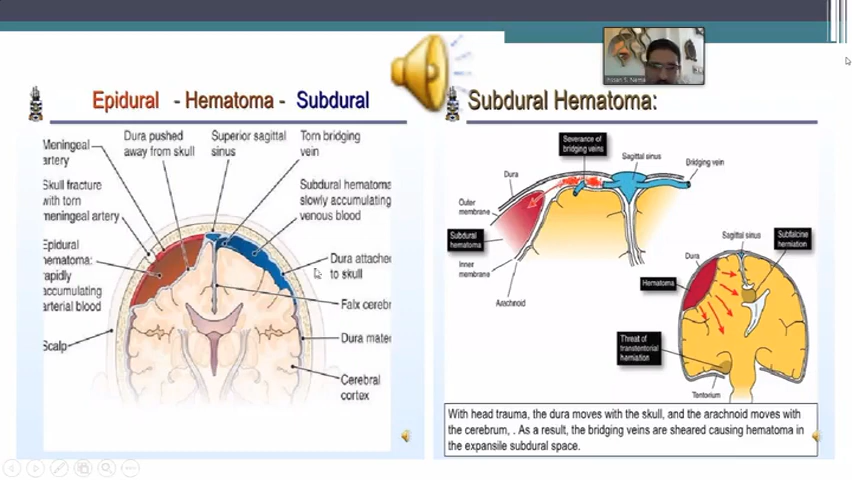 Epidural - Hematoma - Subdural
Meningeal
artery
Dura pushed
away from skull
Superior sagittal
sinus
Torn bridging
vein
Skull fracture
with torn
meningeal artery
Subdural hematoma
slowly accumulating
venous blood
Epidural
hematoma:
rapidly
accumulating
arterial blood
Dura attache
to skull
Falx cerebr
Scalp
Dura mate
Cerebral
cortex
Subdural Hematoma:
Severance of
bridging veins
Sagittal sinus
Bridging vein
Dura
Outer
membrane
Subdural
hematoma
Inner
membrane
Arachnoid
Sagittal sinus
Subfalcine
herniation
Dura
Hematoma
Threat of
transtentorial
herniation
Tentorium
With head trauma, the dura moves with the skull, and the arachnoid moves with
the cerebrum, . As a result, the bridging veins are sheared causing hematoma in
the expansile subdural space.